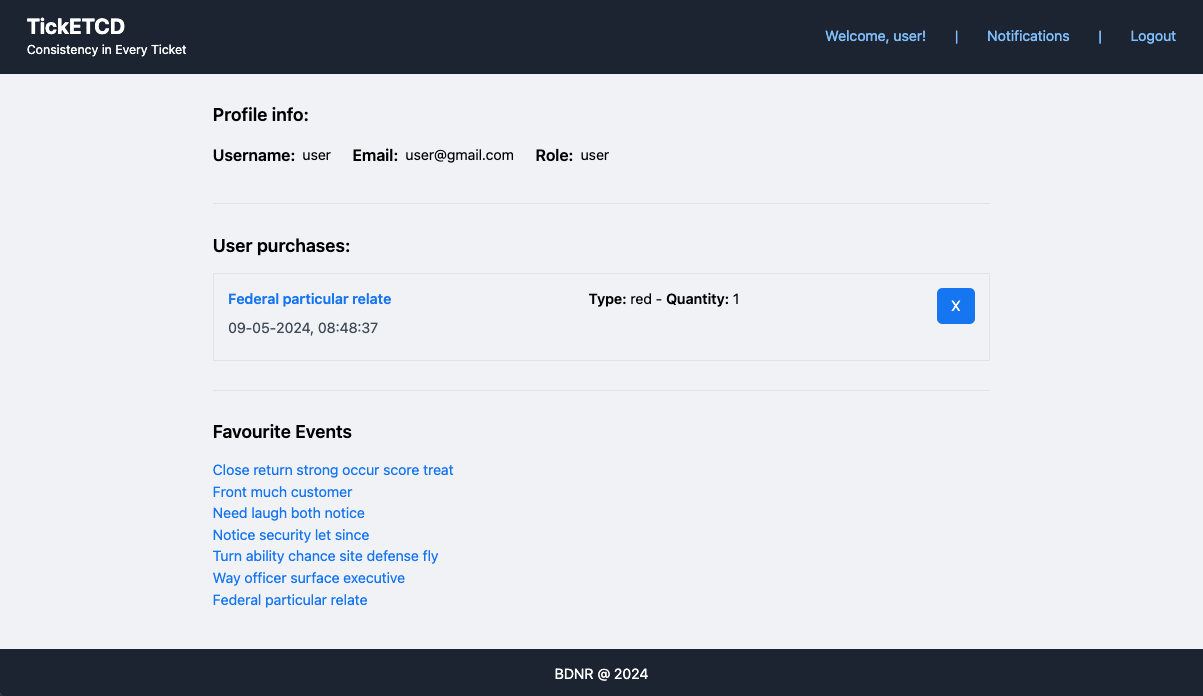 TickETCD
Consistency in Every Ticket
Welcome, user! | Notifications | Logout
Profile info:
Username: user Email: user@gmail.com Role: user
User purchases:
Federal particular relate
Type: red - Quantity: 1
X
09-05-2024, 08:48:37
Favourite Events
Close return strong occur score treat
Front much customer
Need laugh both notice
Notice security let since
Turn ability chance site defense fly
Way officer surface executive
Federal particular relate
BDNR @ 2024